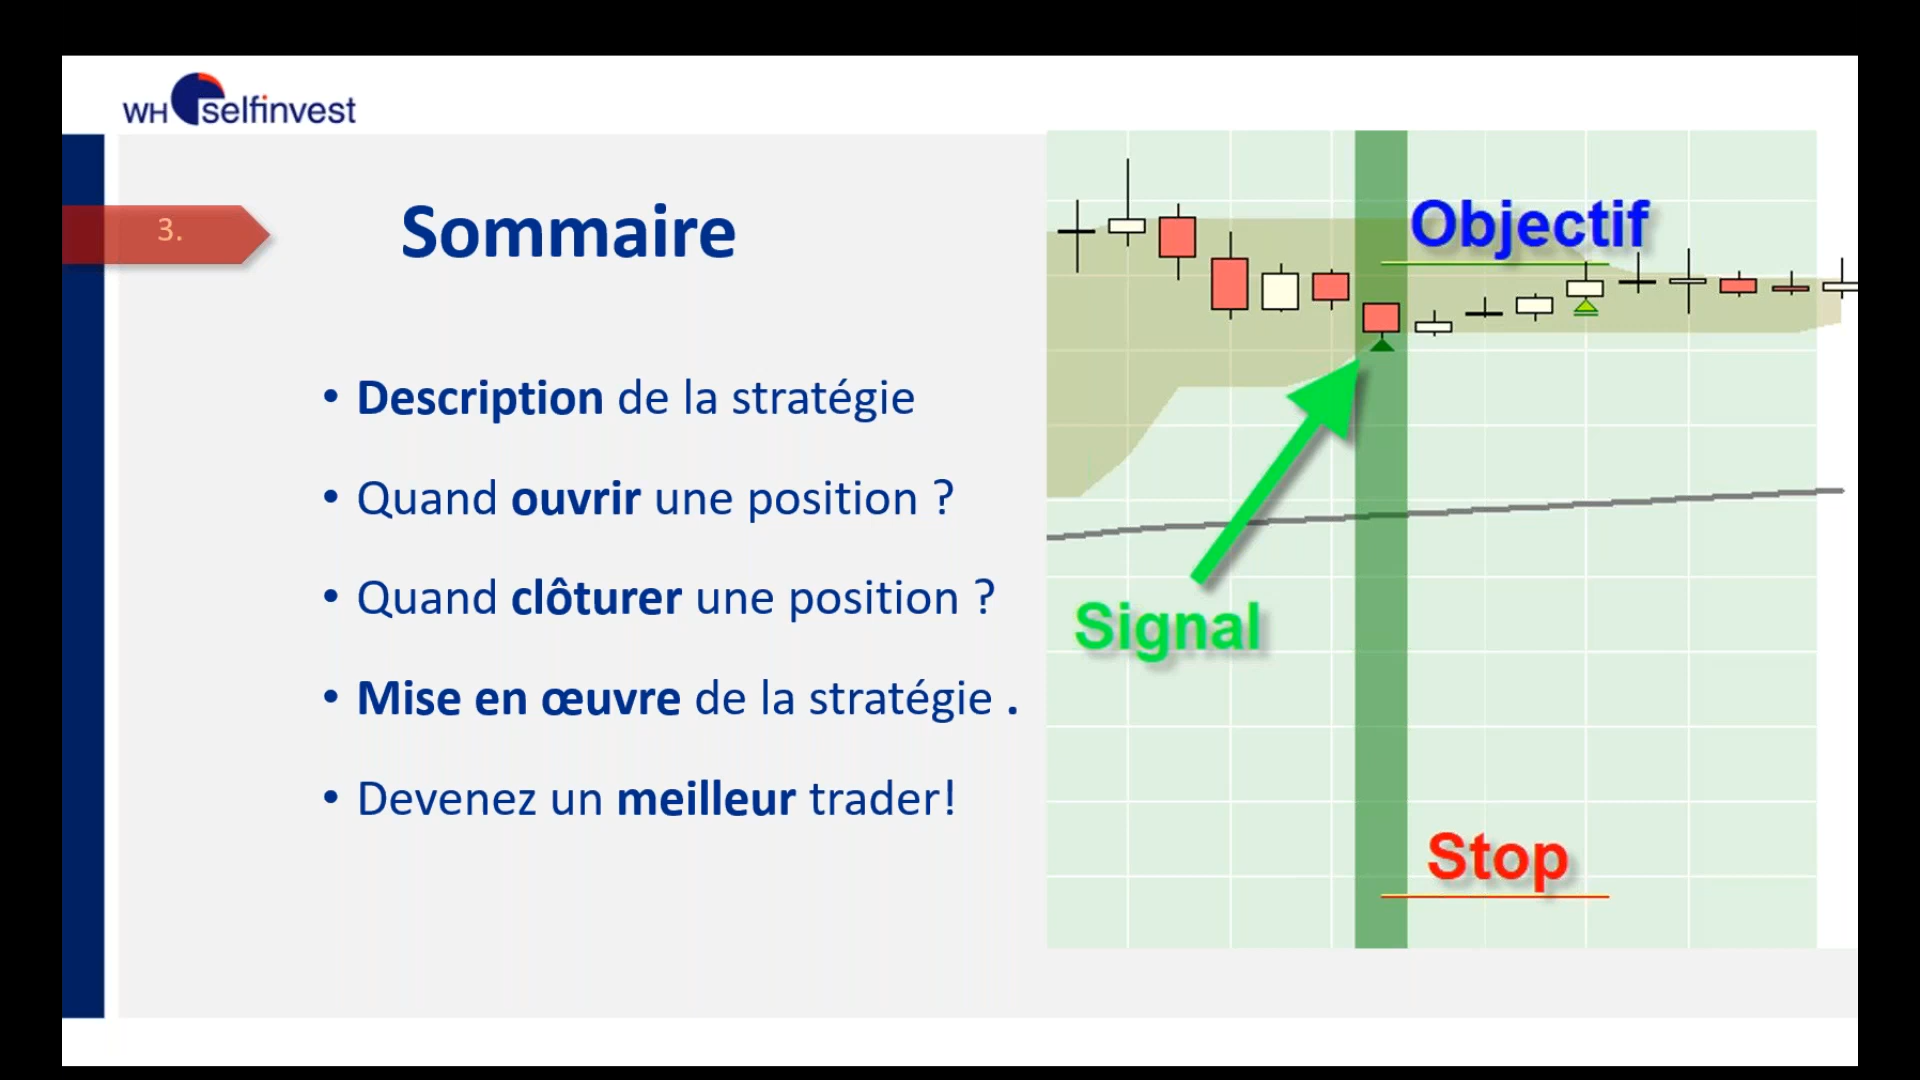 WH selfinvest
3.
Sommaire
• Description de la stratégie
• Quand ouvrir une position ?
• Quand clôturer une position ?
• Mise en œuvre de la stratégie .
• Devenez un meilleur trader!
Objectif
Signal
Stop